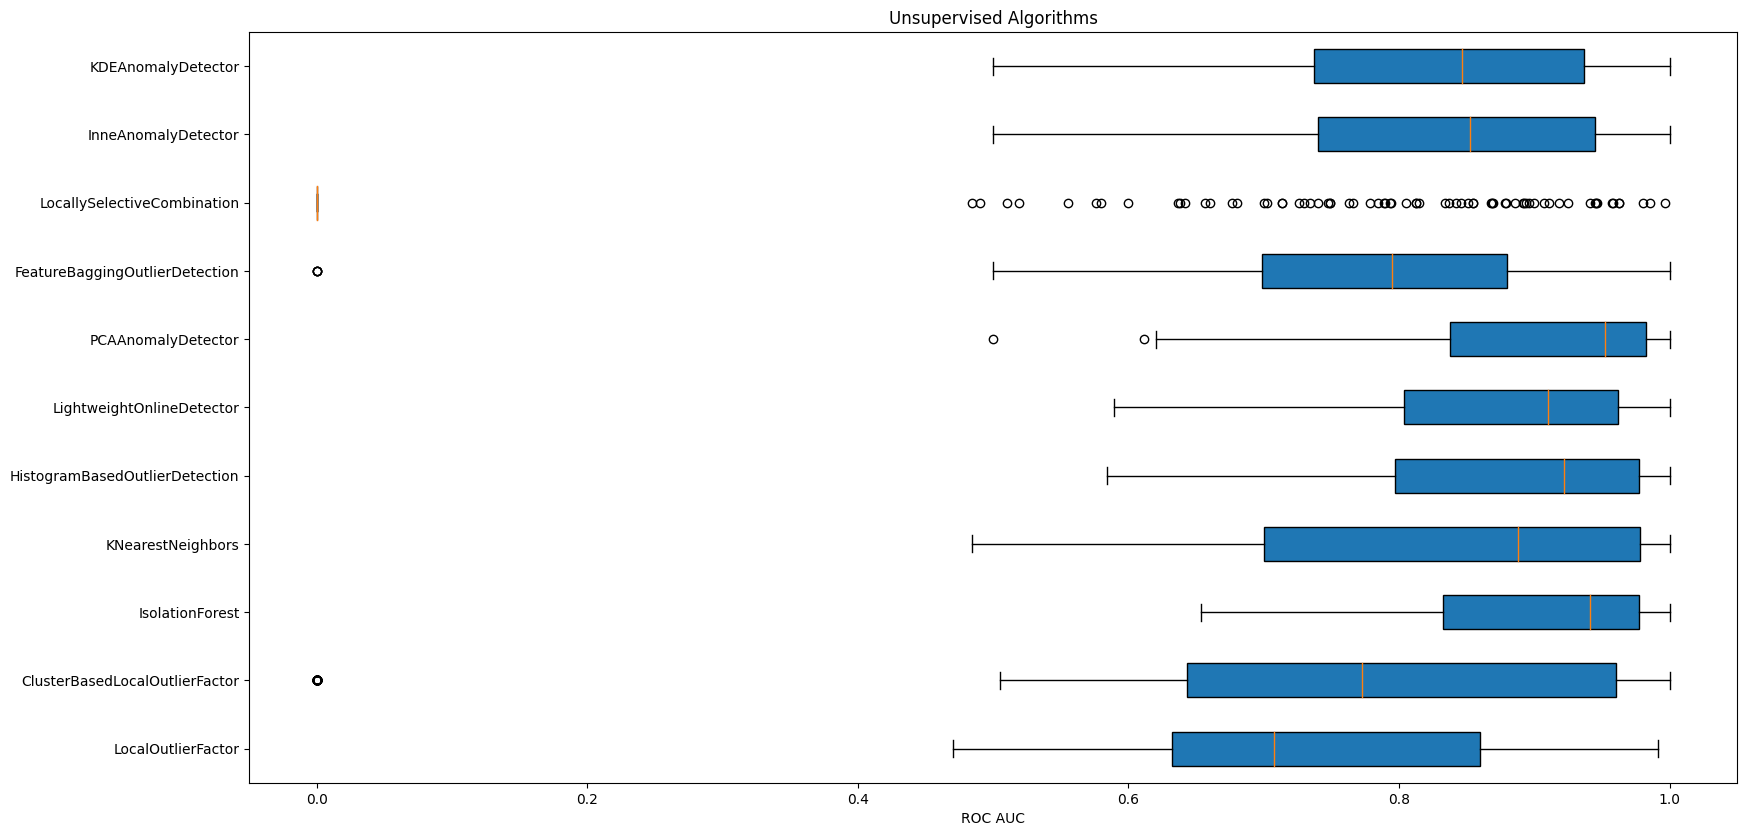 Unsupervised Algorithms
KDEAnomalyDetector
InneAnomalyDetector
LocallySelectiveCombination
FeatureBaggingOutlierDetection
PCAAnomalyDetector
LightweightOnlineDetector
HistogramBasedOutlierDetection
KNearestNeighbors
IsolationForest
ClusterBasedLocalOutlierFactor
LocalOutlierFactor
0.0 0.2 0.4 0.6 0.8 1.0
ROC AUC